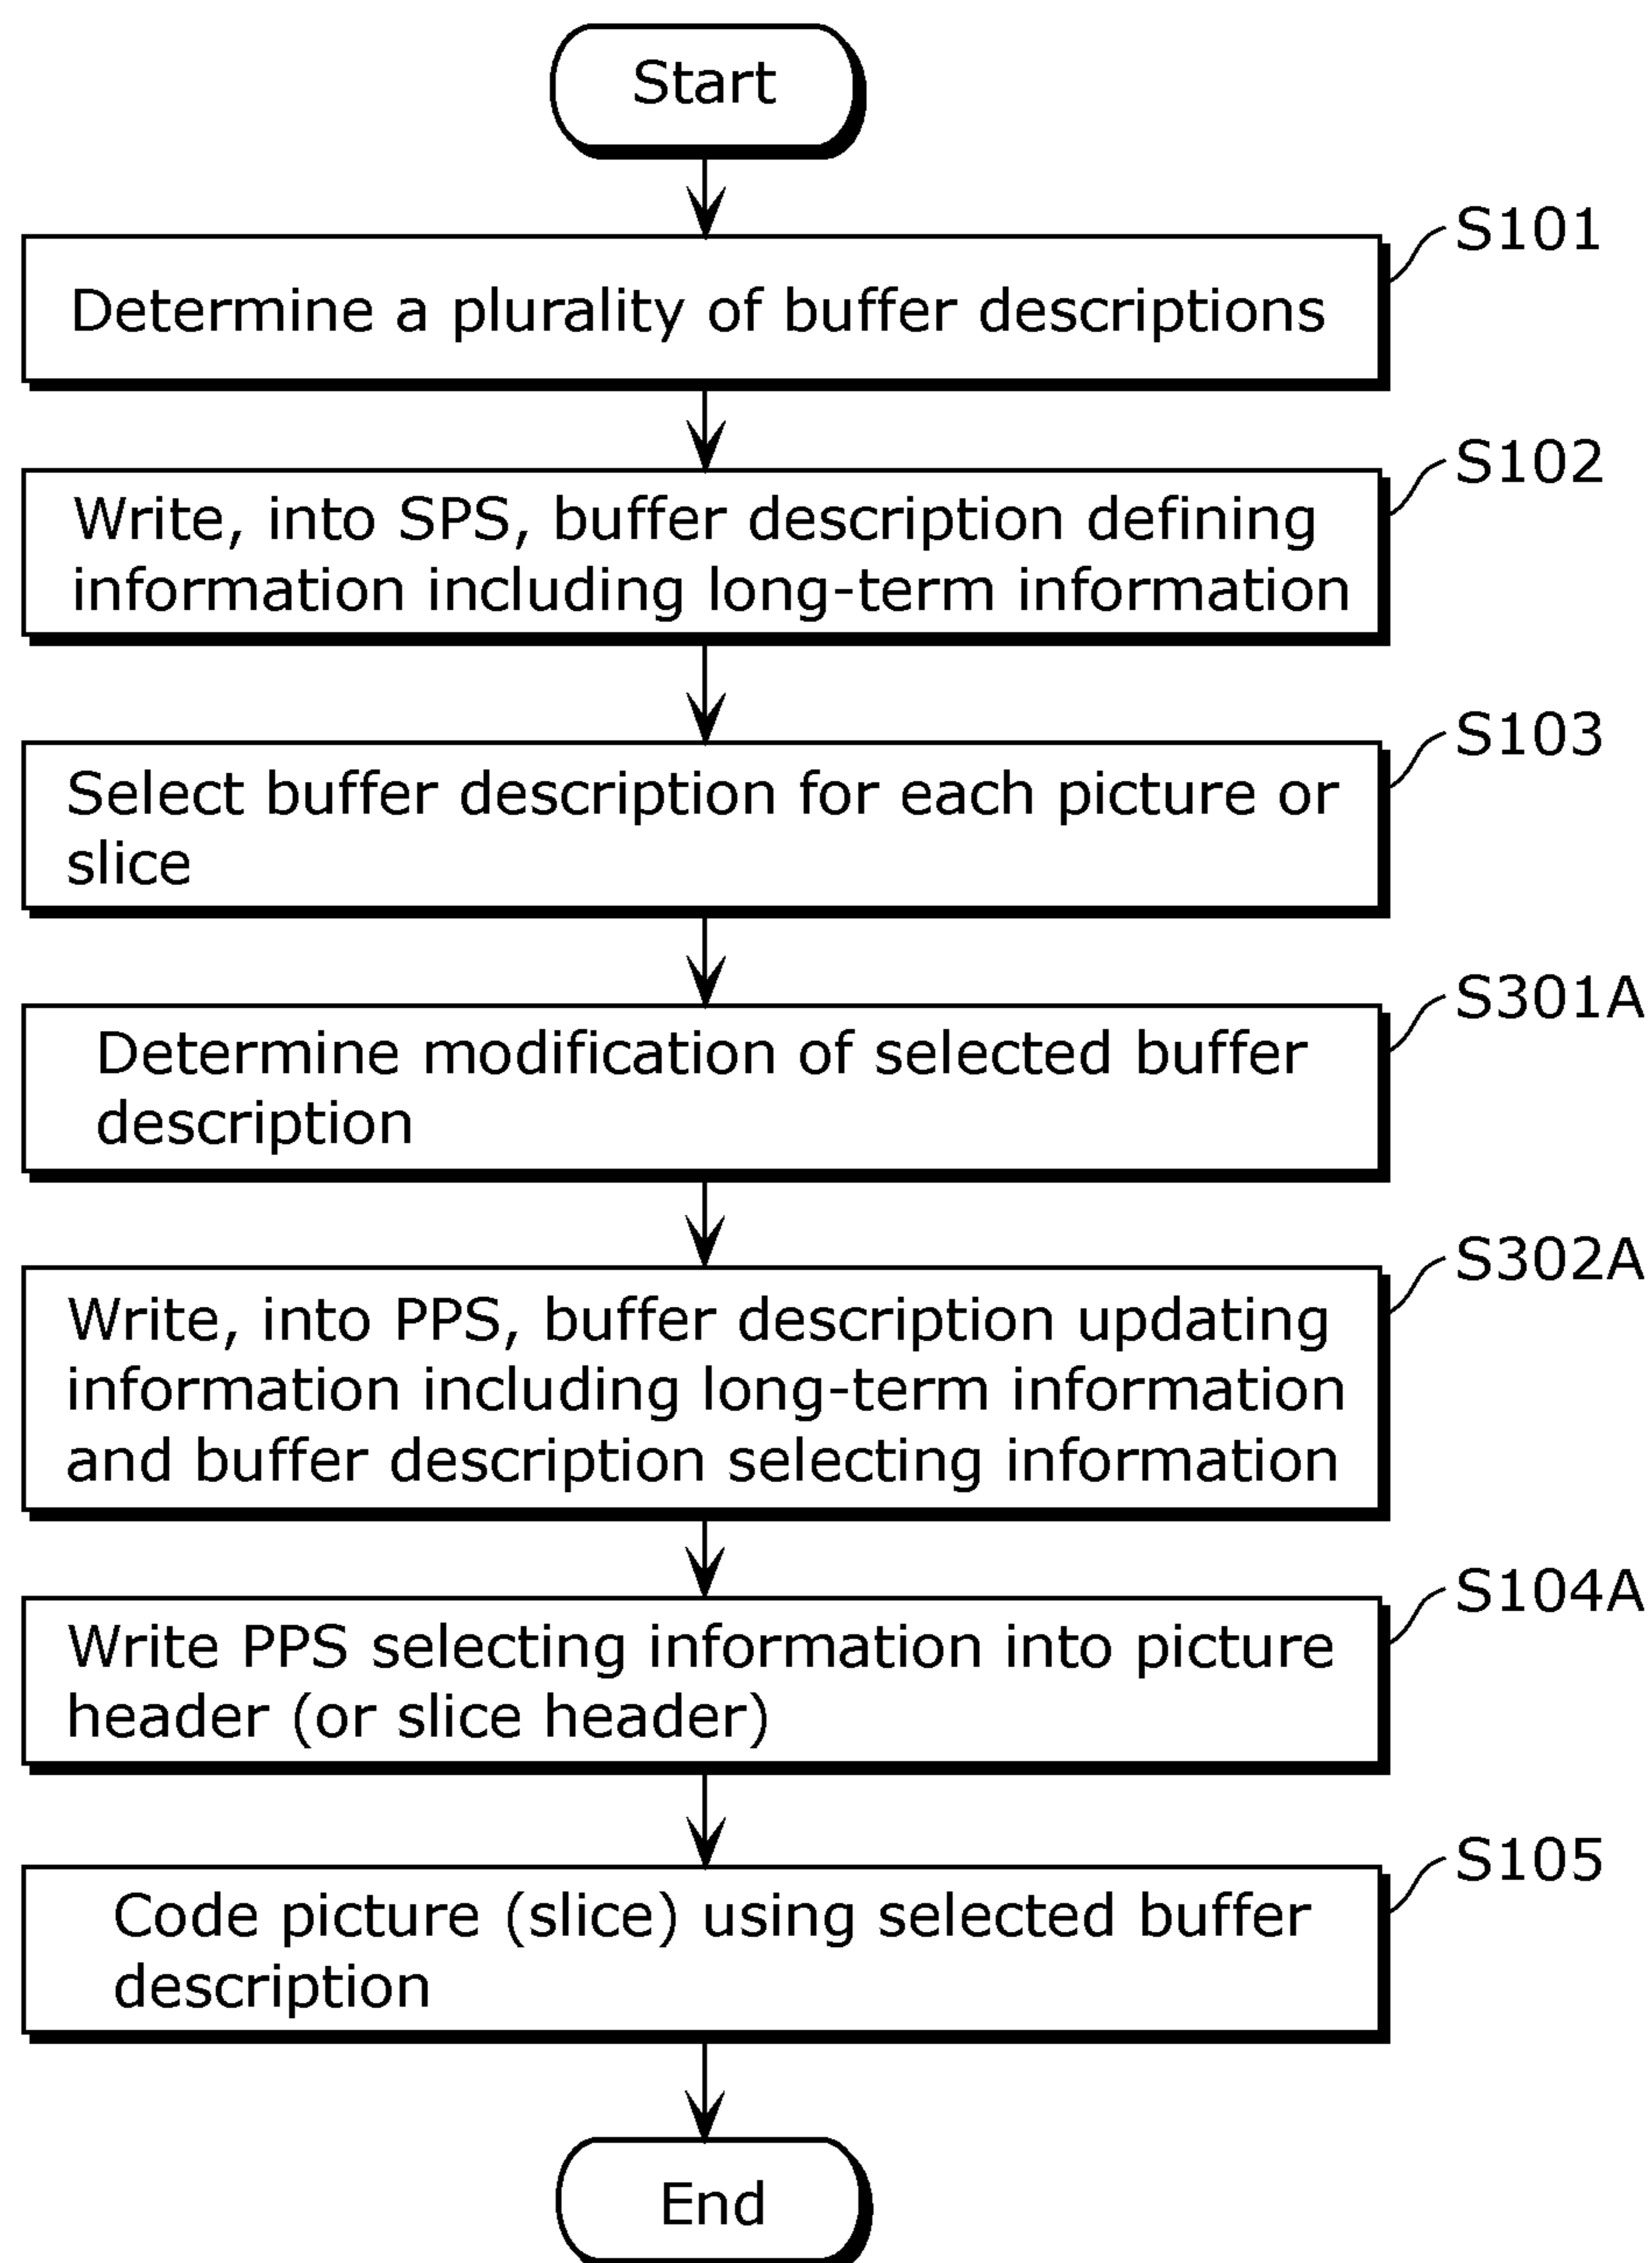 Start
S101
Determine a plurality of buffer descriptions
S102
Write, into SPS, buffer description defining
information including long-term information
S103
Select buffer description for each picture or
slice
S301A
Determine modification of selected buffer
description
S302A
Write, into PPS, buffer description updating
information including long-term information
and buffer description selecting information
S104A
Write PPS selecting information into picture
header (or slice header)
S105
Code picture (slice) using selected buffer
description
End